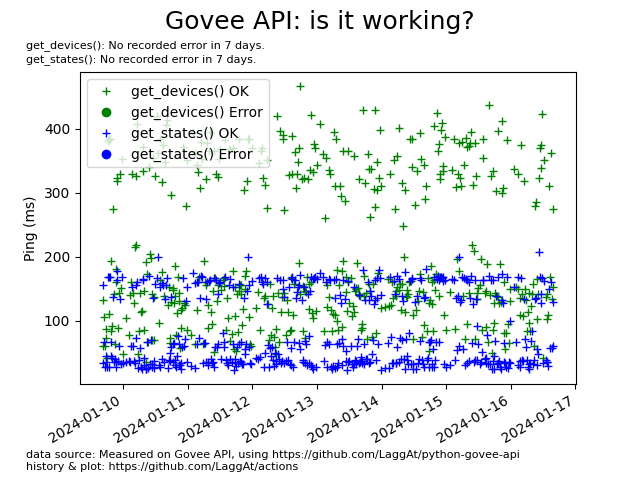 Govee API: is it working?
get_devices(): No recorded error in 7 days.
get_states(): No recorded error in 7 days.
get_devices() OK
get_devices() Error
get_states() OK
get_states() Error
Ping (ms)
400
300
200
100
2024-01-10
2024-01-11
2024-01-12
2024-01-13
2024-01-14
2024-01-15
2024-01-16
2024-01-17
data source: Measured on Govee API, using https://github.com/LaggAt/python-govee-api
history & plot: https://github.com/LaggAt/actions